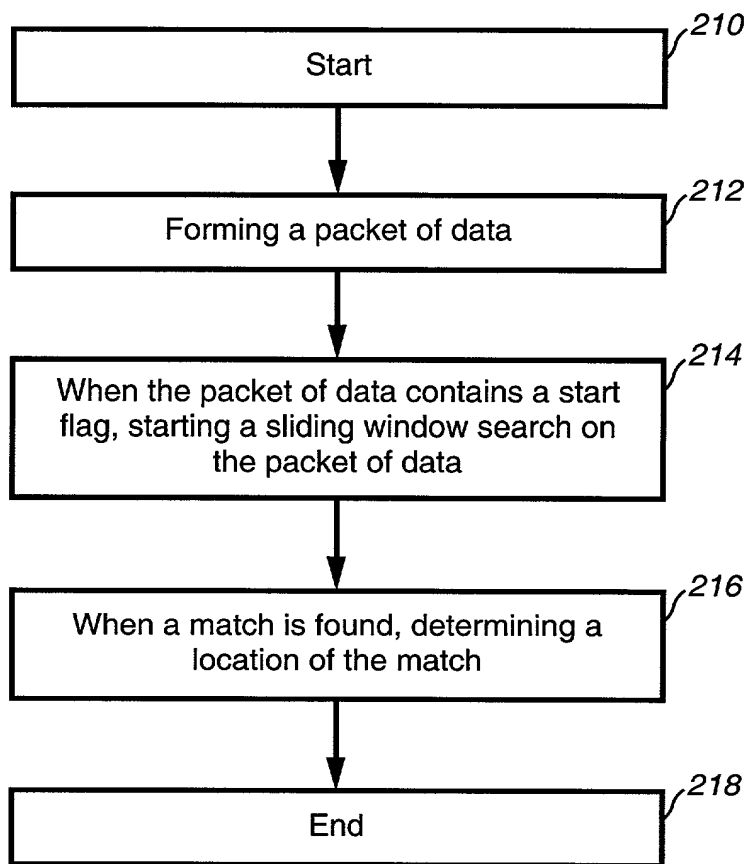 210
Start
212
Forming a packet of data
214
When the packet of data contains a start
flag, starting a sliding window search on
the packet of data
216
When a match is found, determining a
location of the match
218
End